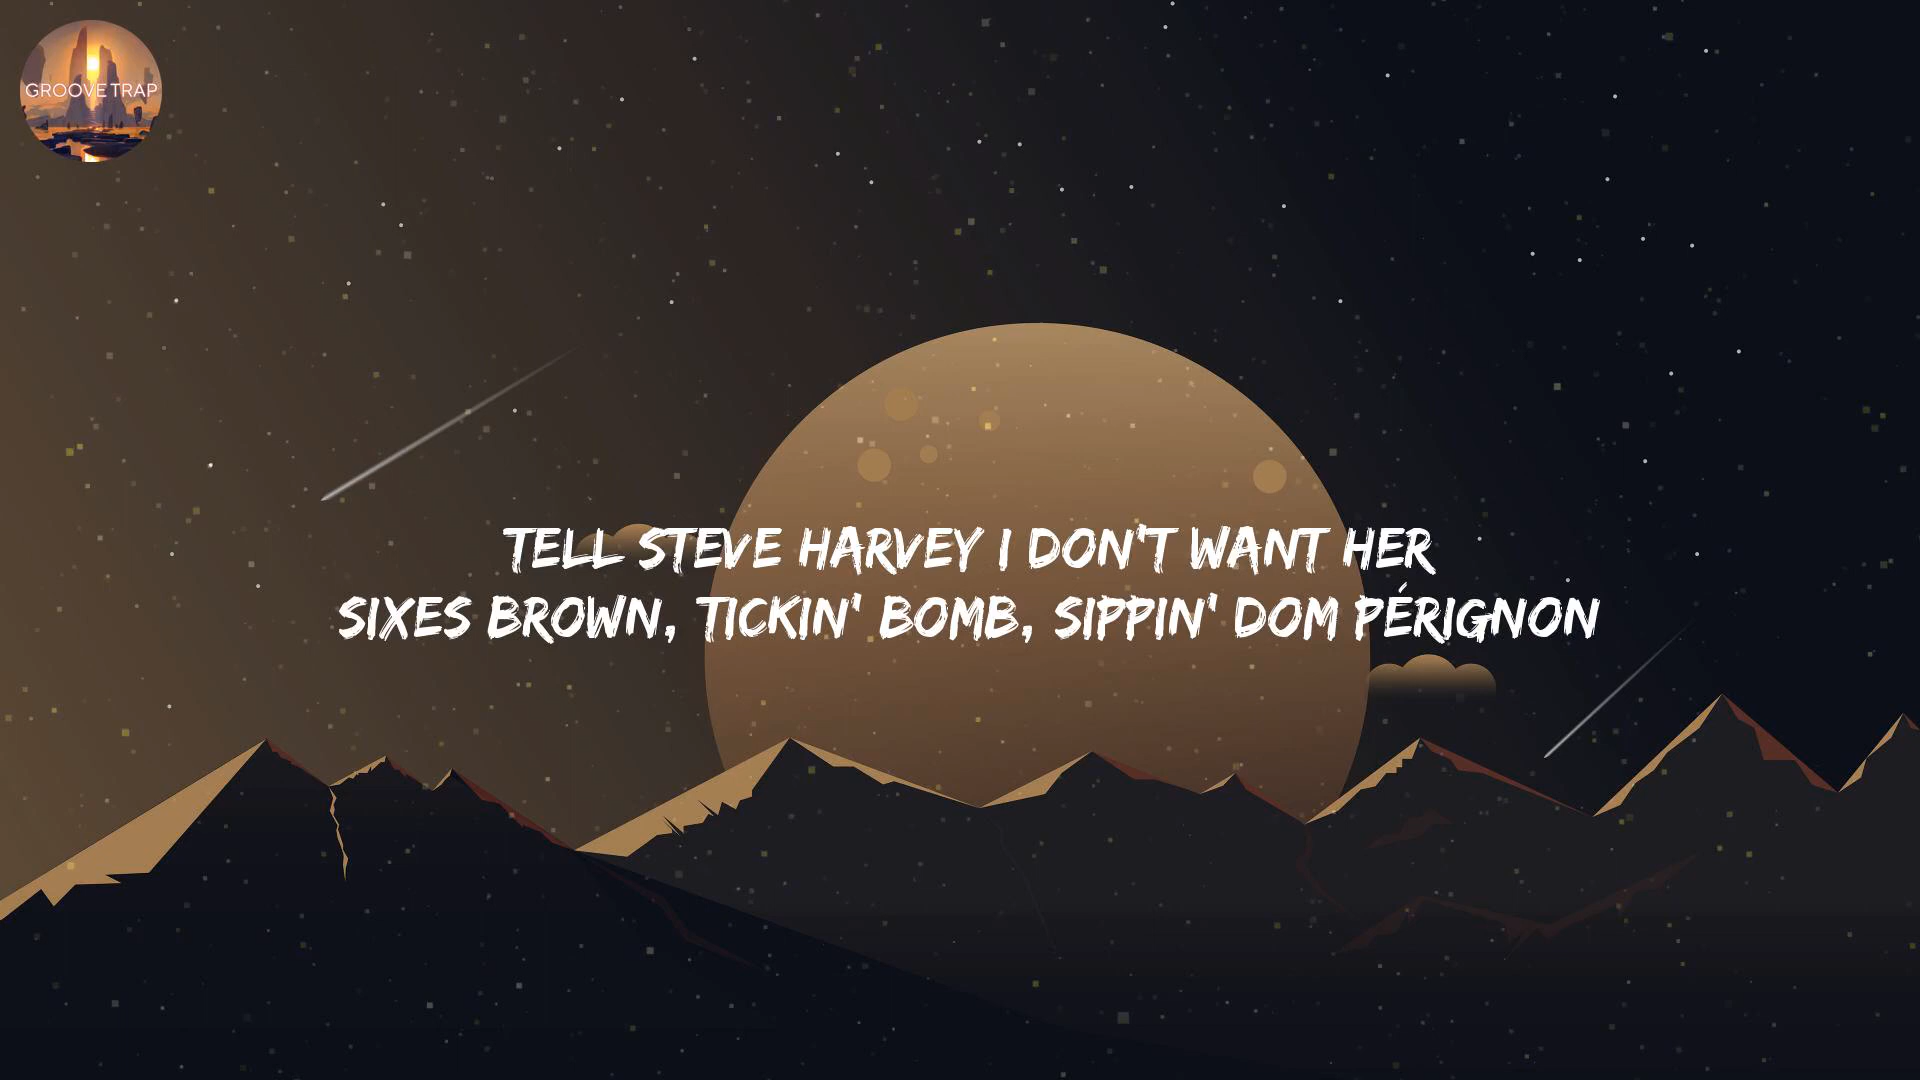 GROOVE TRAP
TELL STEVE HARVEY I DON'T WANT HER
SIXES BROWN, TICKIN' BOMB, SIPPIN' DOM PÉRIGNON